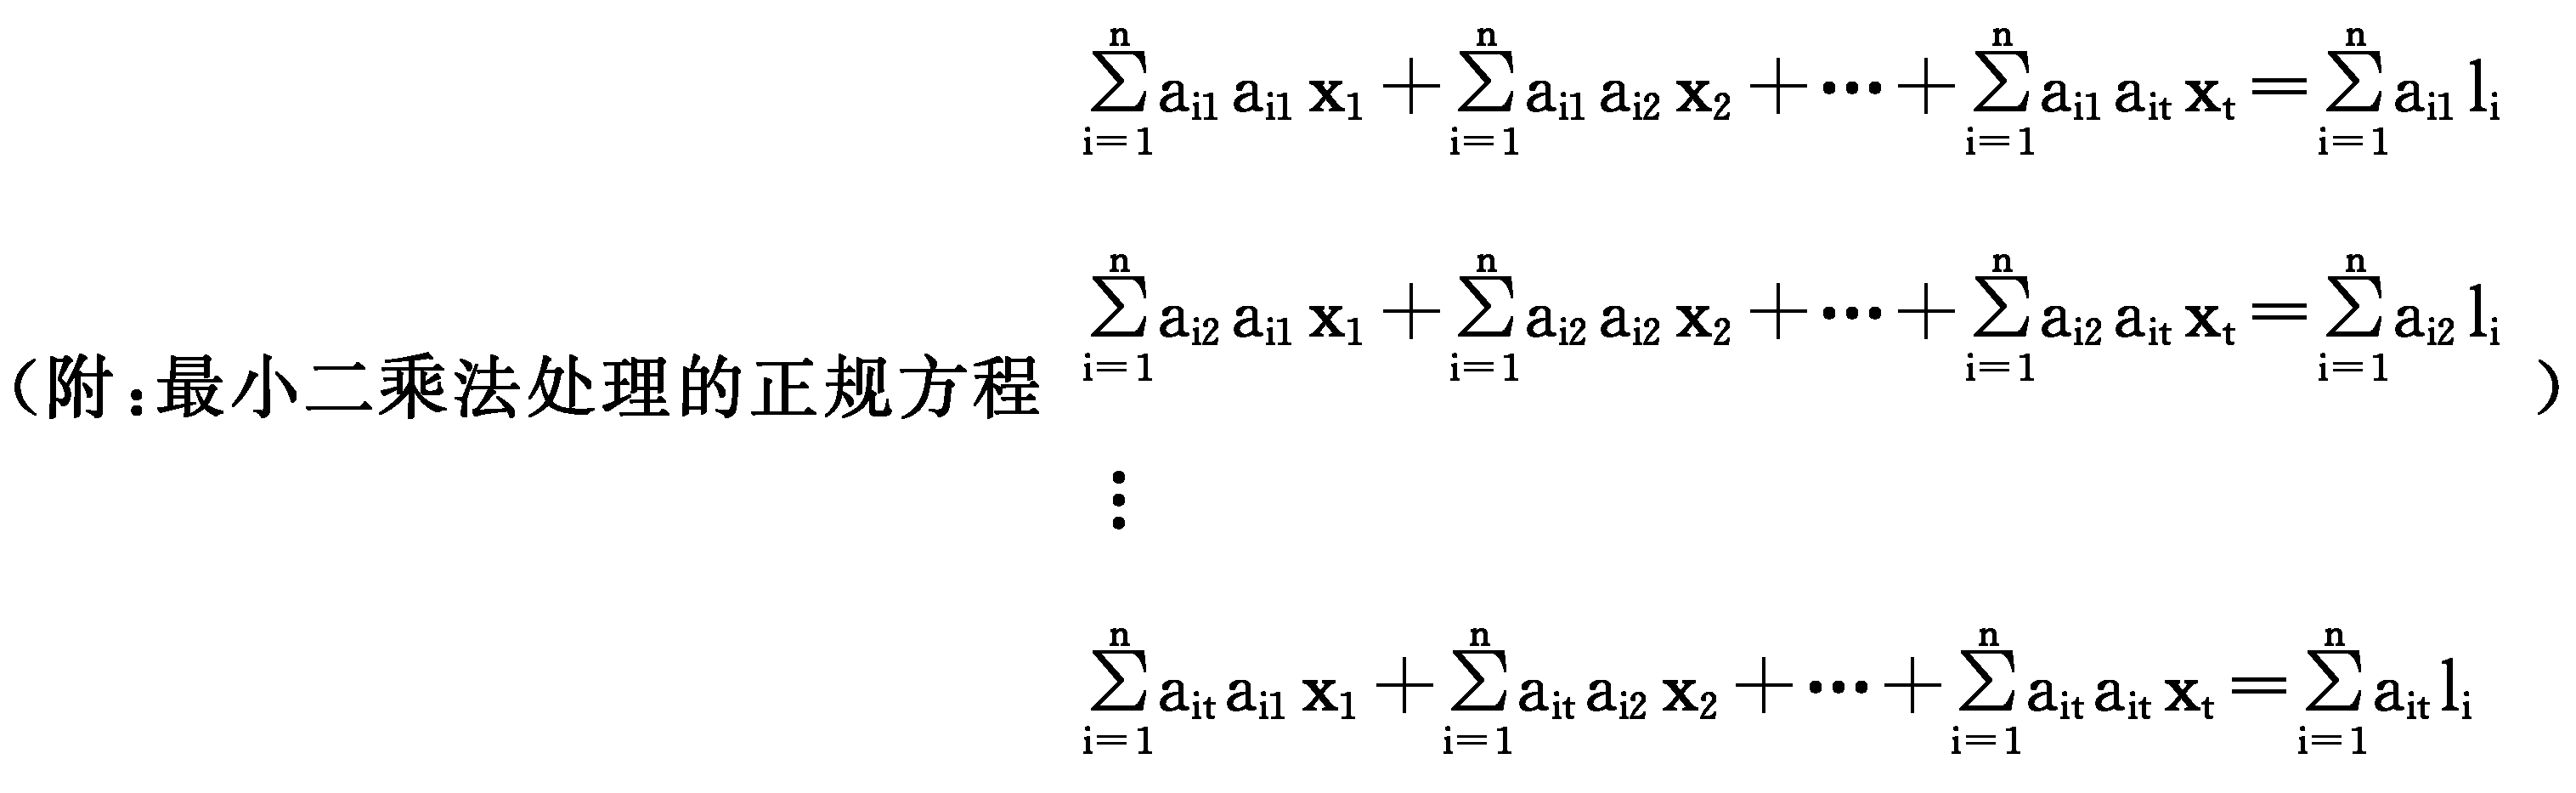 ∑_{i=1}^{n} a_{i1} a_{i1} x_1 + ∑_{i=1}^{n} a_{i1} a_{i2} x_2 + ⋯ + ∑_{i=1}^{n} a_{i1} a_{it} x_t = ∑_{i=1}^{n} a_{i1} l_i
∑_{i=1}^{n} a_{i2} a_{i1} x_1 + ∑_{i=1}^{n} a_{i2} a_{i2} x_2 + ⋯ + ∑_{i=1}^{n} a_{i2} a_{it} x_t = ∑_{i=1}^{n} a_{i2} l_i
（附:最小二乘法处理的正规方程 ）
⋮
∑_{i=1}^{n} a_{it} a_{i1} x_1 + ∑_{i=1}^{n} a_{it} a_{i2} x_2 + ⋯ + ∑_{i=1}^{n} a_{it} a_{it} x_t = ∑_{i=1}^{n} a_{it} l_i